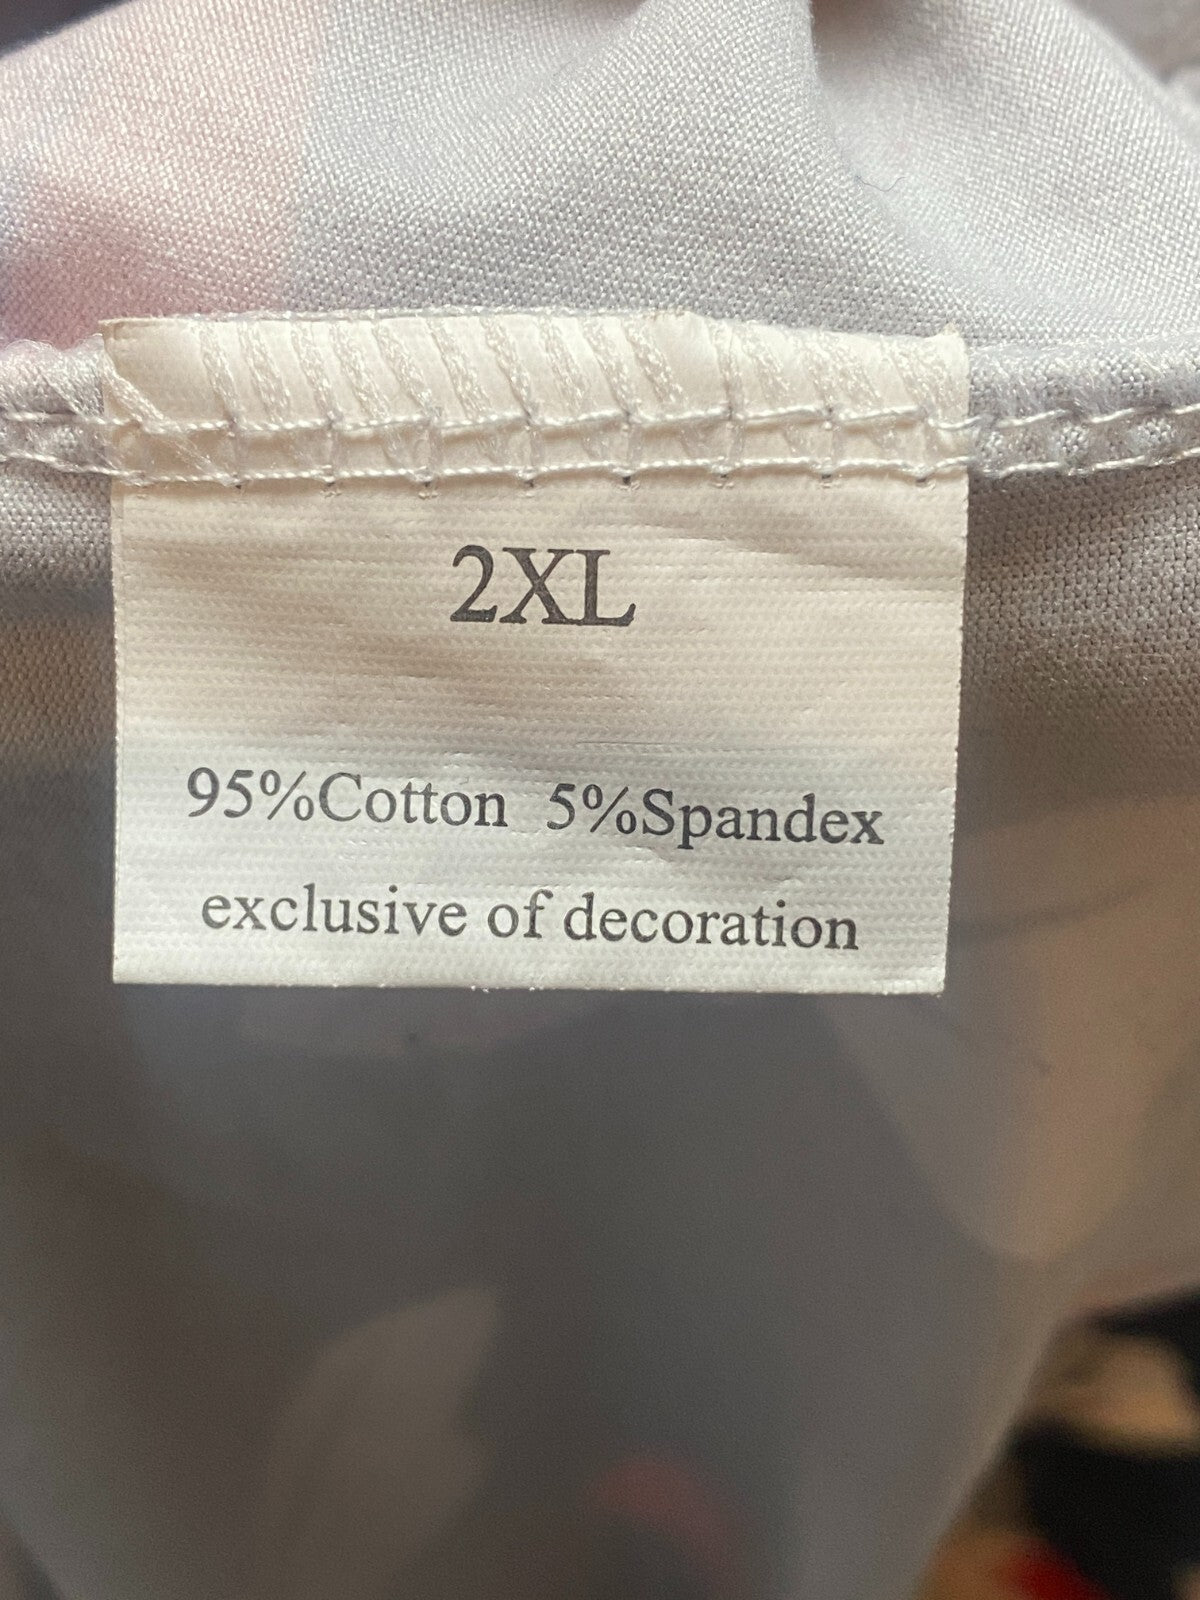 2XL
95%Cotton 5%Spandex
exclusive of decoration